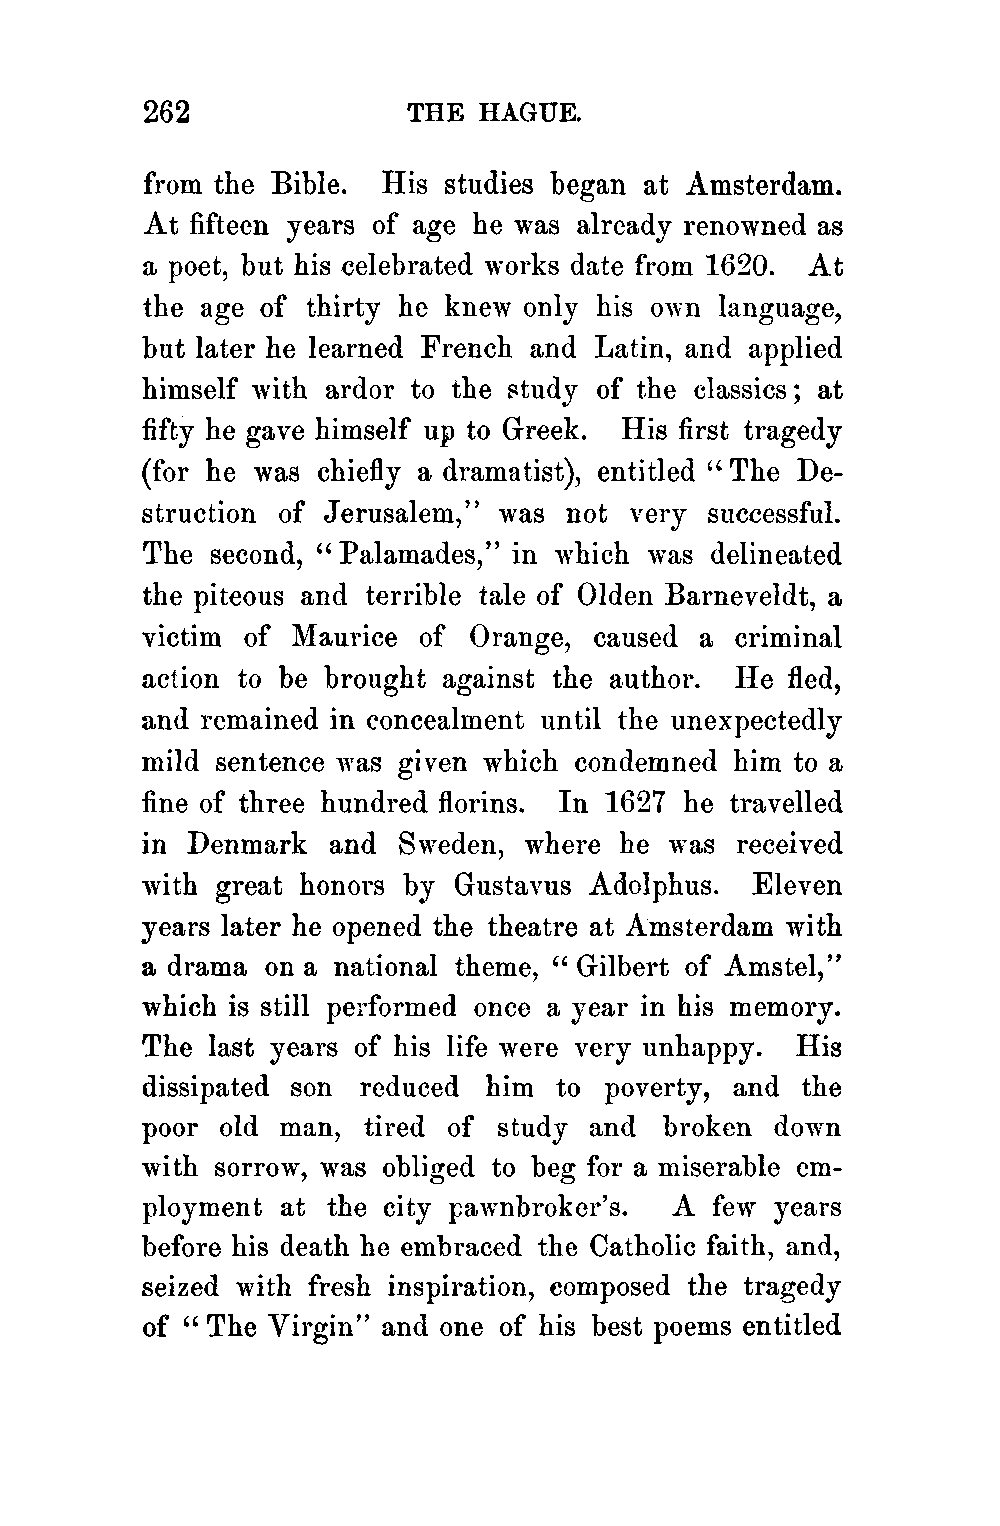 262 THE HAGUE.
from the Bible. His studies began at Amsterdam.
At fifteen years of age he was already renowned as
a poet, but his celebrated works date from 1620. At
the age of thirty he knew only his own language,
but later he learned French and Latin, and applied
himself with ardor to the study of the classics; at
fifty he gave himself up to Greek. His first tragedy
(for he was chiefly a dramatist), entitled “The De-
struction of Jerusalem,” was not very successful.
The second, “Palamades,” in which was delineated
the piteous and terrible tale of Olden Barneveldt, a
victim of Maurice of Orange, caused a criminal
action to be brought against the author. He fled,
and remained in concealment until the unexpectedly
mild sentence was given which condemned him to a
fine of three hundred florins. In 1627 he travelled
in Denmark and Sweden, where he was received
with great honors by Gustavus Adolphus. Eleven
years later he opened the theatre at Amsterdam with
a drama on a national theme, “Gilbert of Amstel,”
which is still performed once a year in his memory.
The last years of his life were very unhappy. His
dissipated son reduced him to poverty, and the
poor old man, tired of study and broken down
with sorrow, was obliged to beg for a miserable em-
ployment at the city pawnbroker’s. A few years
before his death he embraced the Catholic faith, and,
seized with fresh inspiration, composed the tragedy
of “The Virgin” and one of his best poems entitled